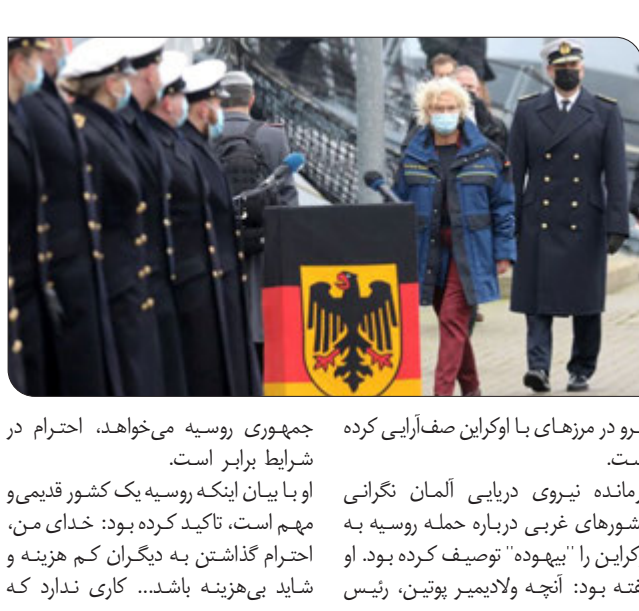 یرو در مرزهای با اوکراین صف‌آرایی کرده
ست.
رمانده نیروی دریایی آلمان نگرانی
شورهای غربی درباره حمله روسیه به
کراین را "بیهوده" توصیف کرده بود. او
فته بود: آنچه ولادیمیر پوتین، رئیس
جمهوری روسیه می‌خواهد، احترام در
شرایط برابر است.
او با بیان اینکه روسیه یک کشور قدیمی و
مهم است، تاکید کرده بود: خدای من،
احترام گذاشتن به دیگران کم هزینه و
شاید بی‌هزینه باشد... کاری ندارد که